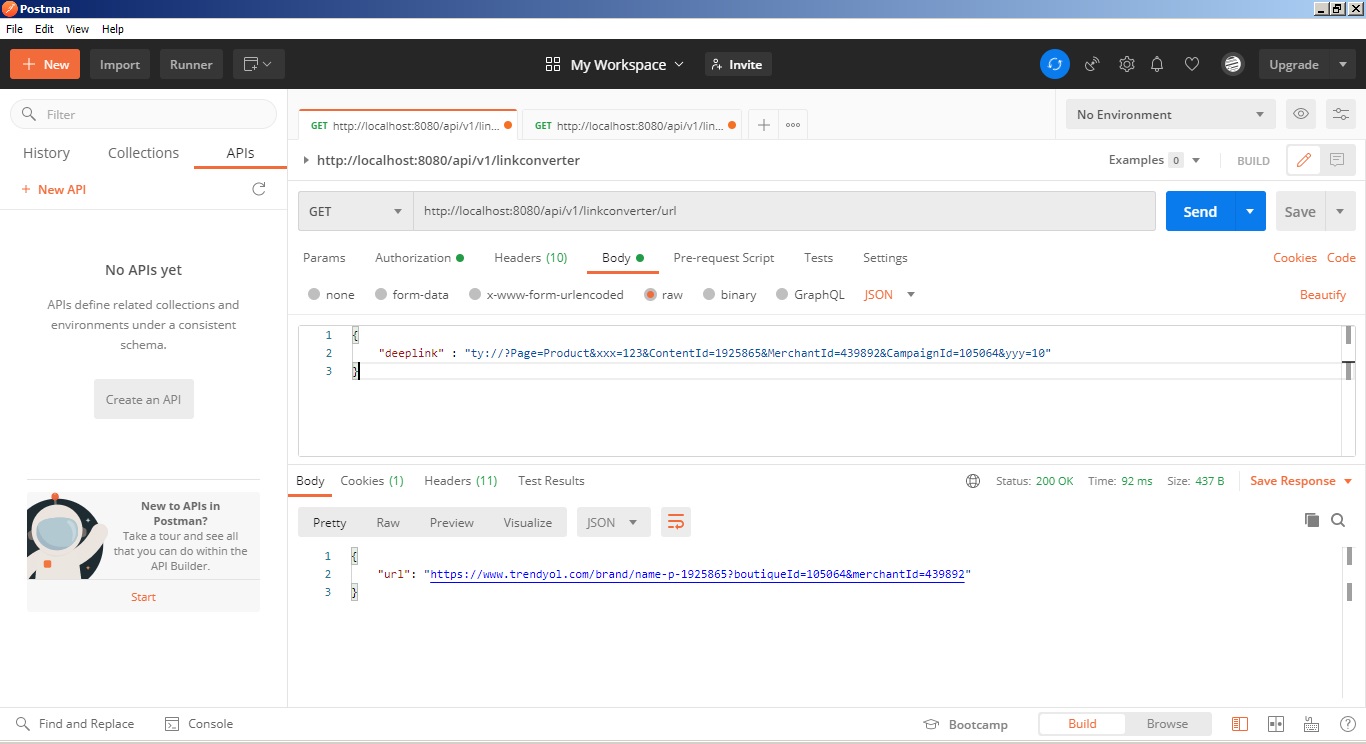 Postman
File Edit View Help
+ New Import Runner My Workspace Invite Upgrade
Filter
History Collections APIs
+ New API
No APIs yet
APIs define related collections and
environments under a consistent
schema.
Create an API
New to APIs in
Postman?
Take a tour and see all
that you can do within the
API Builder.
Start
GET http://localhost:8080/api/v1/lin... GET http://localhost:8080/api/v1/lin... + ooo
No Environment
http://localhost:8080/api/v1/linkconverter
Examples 0 BUILD
GET http://localhost:8080/api/v1/linkconverter/url Send Save
Params Authorization Headers (10) Body Pre-request Script Tests Settings Cookies Code
none form-data x-www-form-urlencoded raw binary GraphQL JSON Beautify
1 {
2 "deeplink" : "ty://?Page=Product&xxx=123&ContentId=1925865&MerchantId=439892&CampaignId=105064&yyy=10"
3 }
Body Cookies (1) Headers (11) Test Results Status: 200 OK Time: 92 ms Size: 437 B Save Response
Pretty Raw Preview Visualize JSON
1 {
2 "url": "https://www.trendyol.com/brand/name-p-1925865?boutiqueId=105064&merchantId=439892"
3 }
Find and Replace Console Bootcamp Build Browse ?